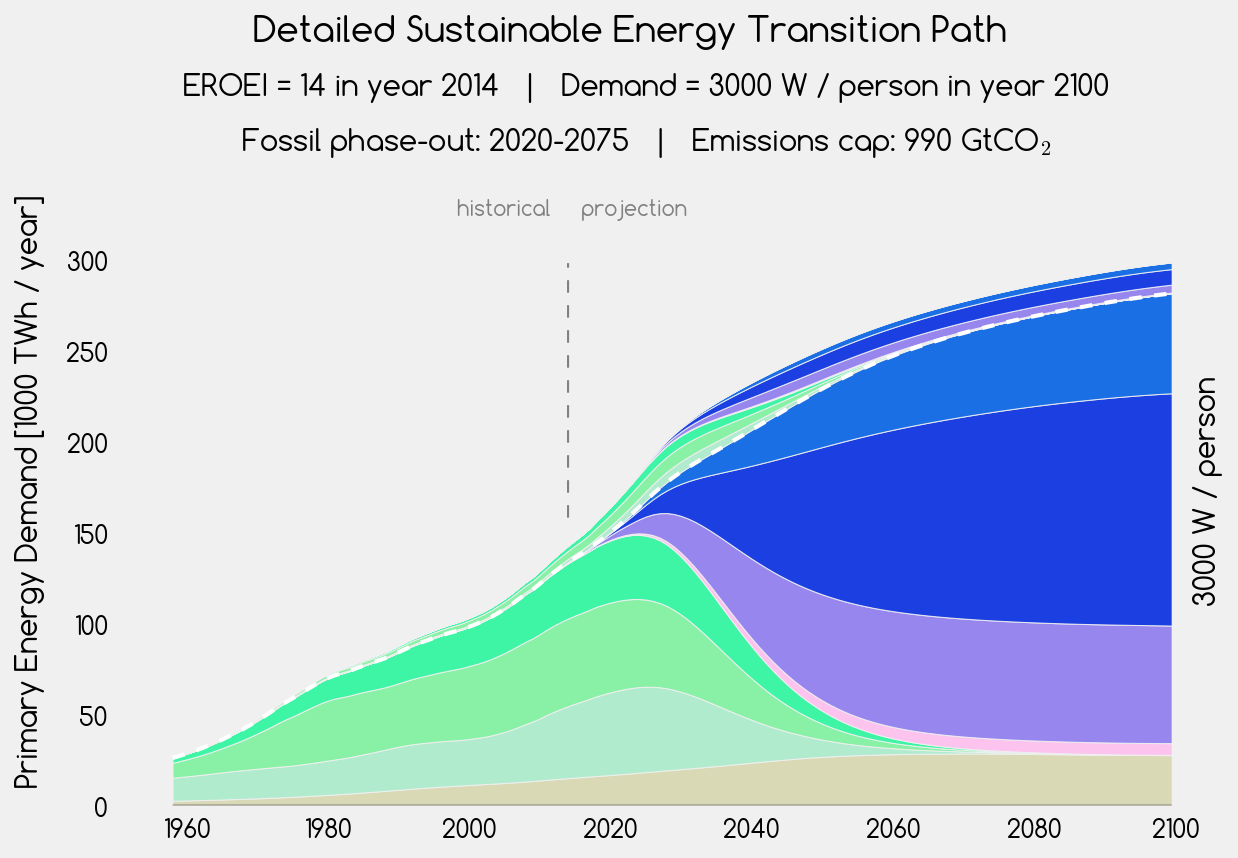 Detailed Sustainable Energy Transition Path
EROEI = 14 in year 2014 | Demand = 3000 W / person in year 2100
Fossil phase-out: 2020-2075 | Emissions cap: 990 GtCO₂
historical projection
Primary Energy Demand [1000 TWh / year]
300
250
200
150
100
50
0
3000 W / person
1960 1980 2000 2020 2040 2060 2080 2100